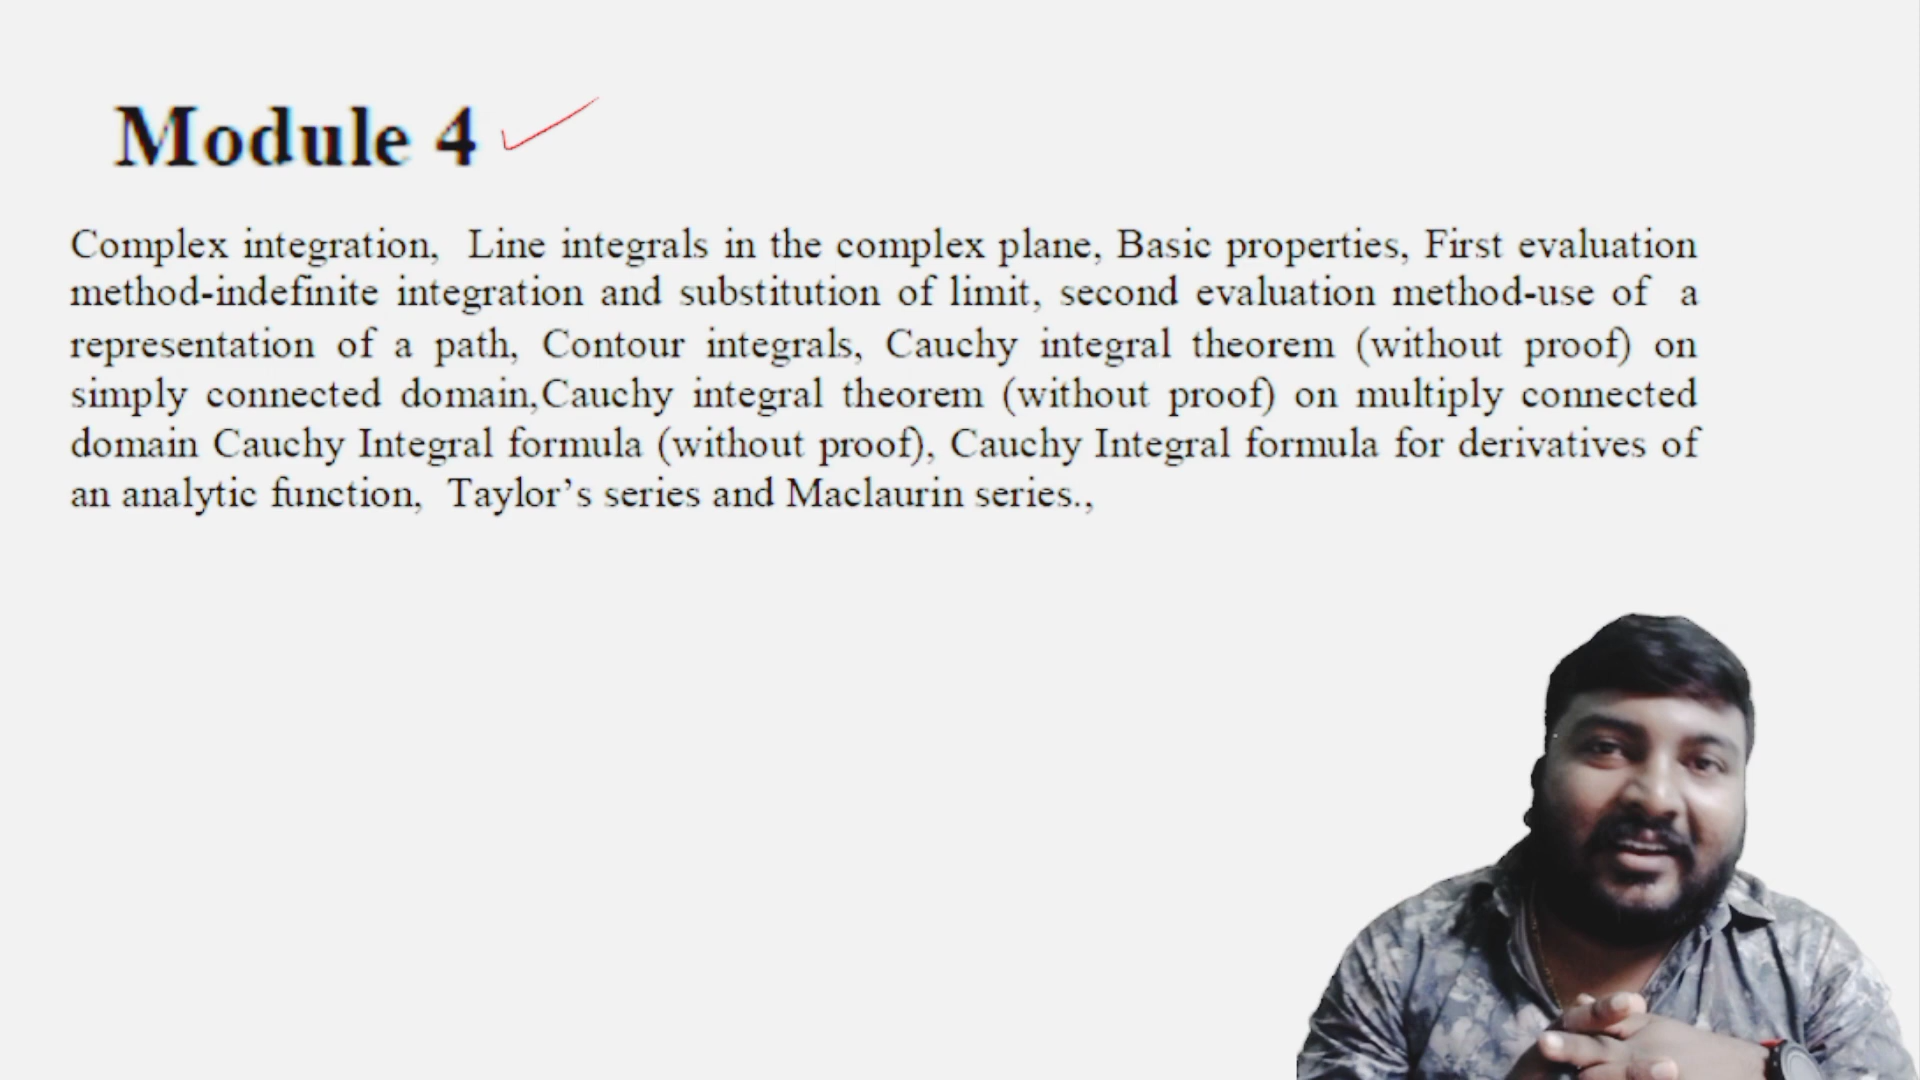 Module 4
Complex integration, Line integrals in the complex plane, Basic properties, First evaluation
method-indefinite integration and substitution of limit, second evaluation method-use of a
representation of a path, Contour integrals, Cauchy integral theorem (without proof) on
simply connected domain,Cauchy integral theorem (without proof) on multiply connected
domain Cauchy Integral formula (without proof), Cauchy Integral formula for derivatives of
an analytic function, Taylor’s series and Maclaurin series.,